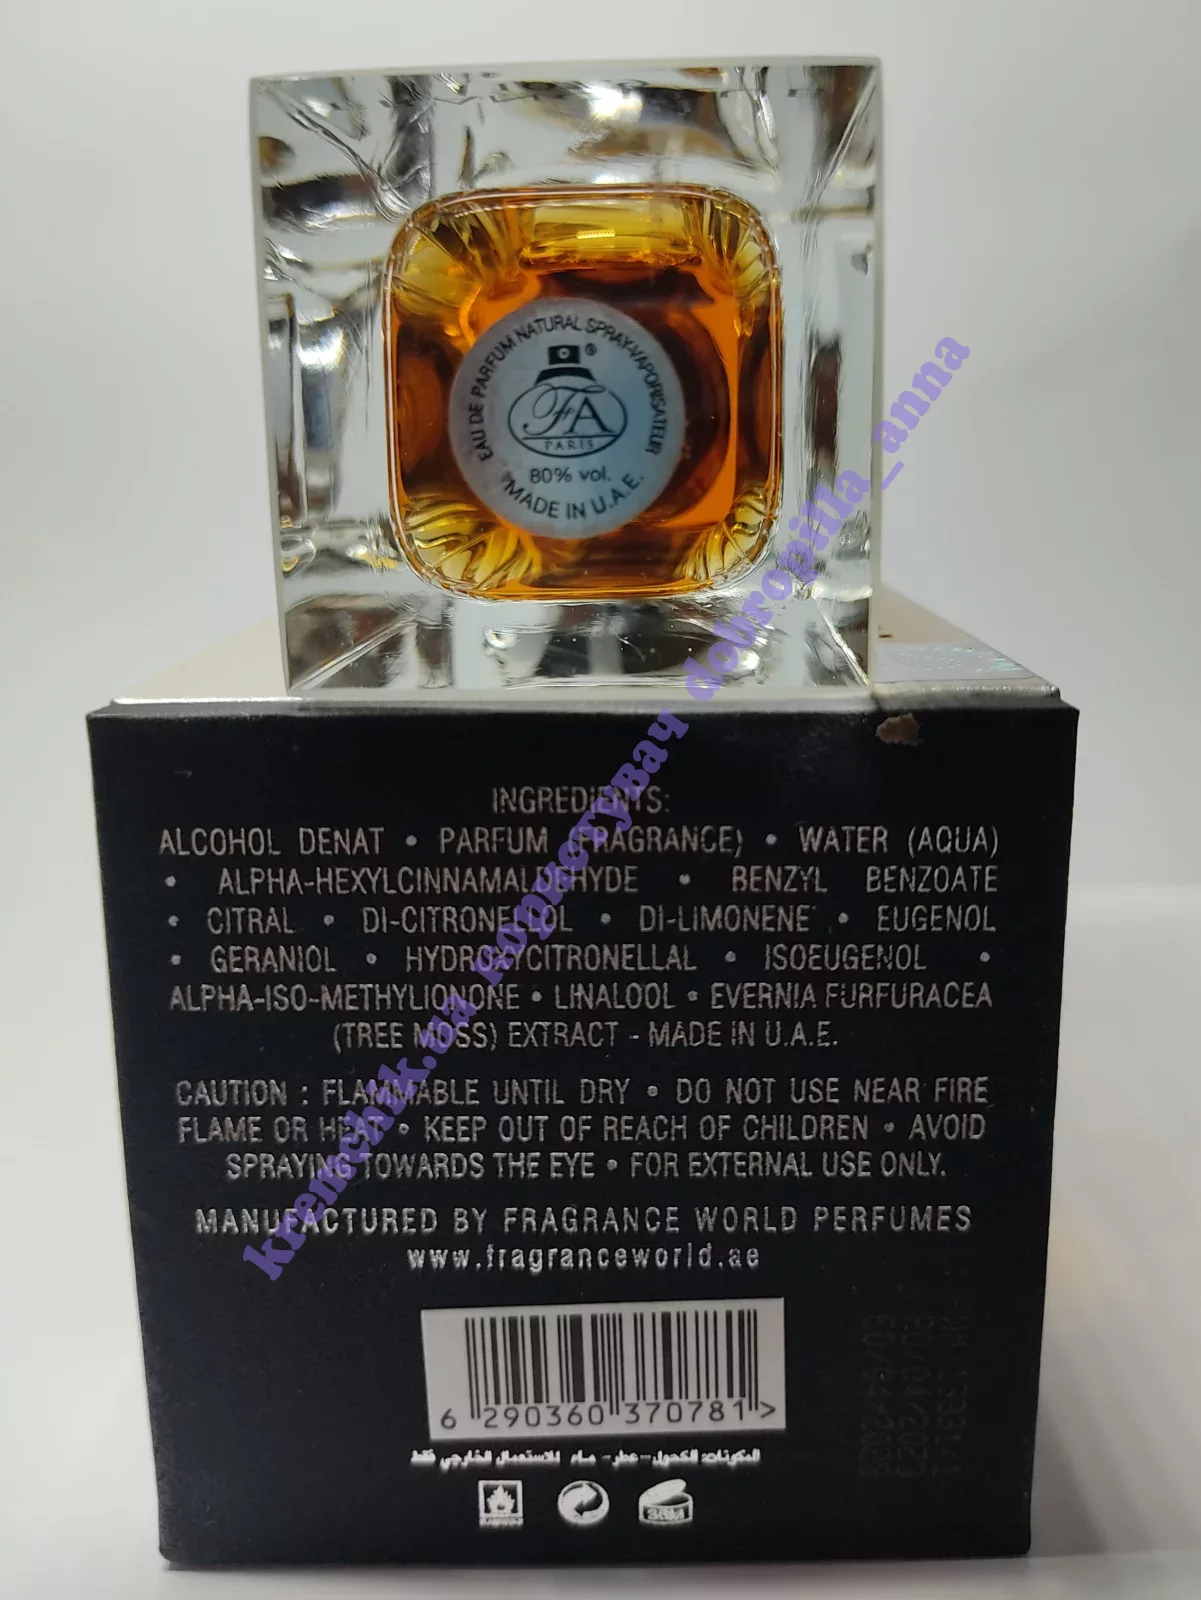 EAU DE PARFUM NATURAL SPRAY-VAPORISATEUR
®
FA
PARIS
80% vol.
MADE IN U.A.E.
INGREDIENTS:
ALCOHOL DENAT • PARFUM (FRAGRANCE) • WATER (AQUA)
• ALPHA-HEXYLCINNAMALDEHYDE • BENZYL BENZOATE
• CITRAL • DI-CITRONELLOL • DI-LIMONENE • EUGENOL
• GERANIOL • HYDROXYCITRONELLAL • ISOEUGENOL •
ALPHA-ISO-METHYLIONONE • LINALOOL • EVERNIA FURFURACEA
(TREE MOSS) EXTRACT - MADE IN U.A.E.
CAUTION : FLAMMABLE UNTIL DRY • DO NOT USE NEAR FIRE
FLAME OR HEAT • KEEP OUT OF REACH OF CHILDREN • AVOID
SPRAYING TOWARDS THE EYE • FOR EXTERNAL USE ONLY.
MANUFACTURED BY FRAGRANCE WORLD PERFUMES
www.fragranceworld.ae
6 290360 370781 >
المكونات: الكحول - عطر - ماء للاستعمال الخارجي فقط
36M
kremchik.ua користувач dobropilla_anna